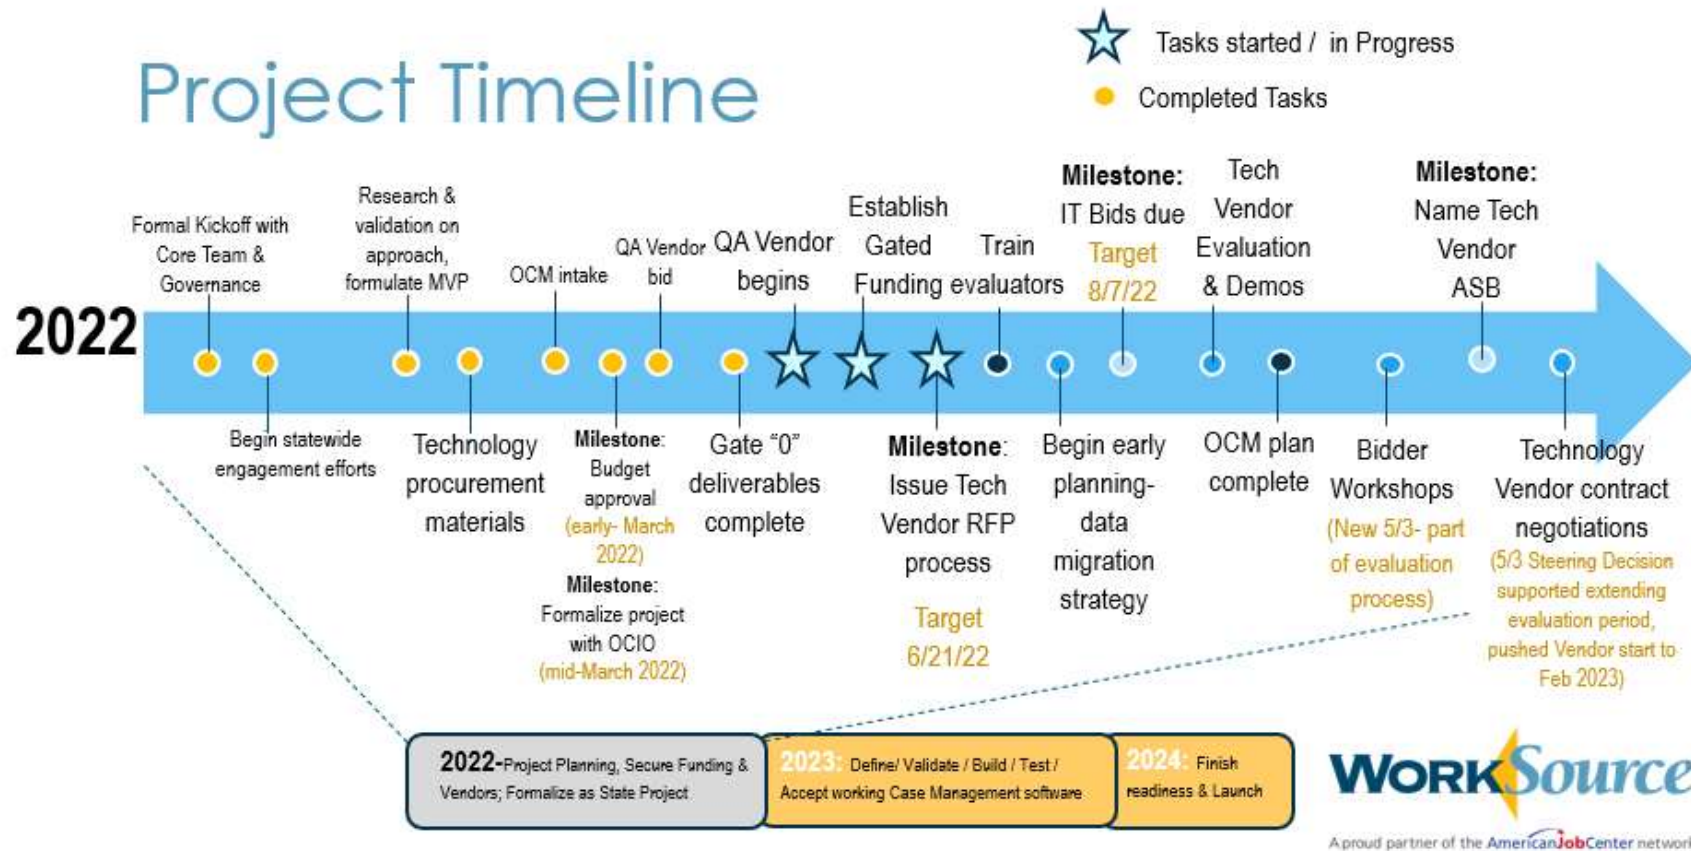 Project Timeline
Tasks started / in Progress
Completed Tasks
2022
Formal Kickoff with
Core Team &
Governance
Research &
validation on
approach,
formulate MVP
OCM intake
QA Vendor
bid
QA Vendor
begins
Establish
Gated
Funding
Train
evaluators
Milestone:
IT Bids due
Target
8/7/22
Tech
Vendor
Evaluation
& Demos
Milestone:
Name Tech
Vendor
ASB
Begin statewide
engagement efforts
Technology
procurement
materials
Milestone:
Budget
approval
(early- March
2022)
Milestone:
Formalize project
with OCIO
(mid-March 2022)
Gate “0”
deliverables
complete
Milestone:
Issue Tech
Vendor RFP
process
Target
6/21/22
Begin early
planning-
data
migration
strategy
OCM plan
complete
Bidder
Workshops
(New 5/3- part
of evaluation
process)
Technology
Vendor contract
negotiations
(5/3 Steering Decision
supported extending
evaluation period,
pushed Vendor start to
Feb 2023)
2022-Project Planning, Secure Funding &
Vendors; Formalize as State Project
2023: Define/ Validate / Build / Test /
Accept working Case Management software
2024: Finish
readiness & Launch
WorkSource
A proud partner of the AmericanJobCenter network